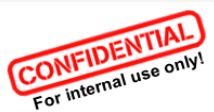 CONFIDENTIAL
For internal use only!